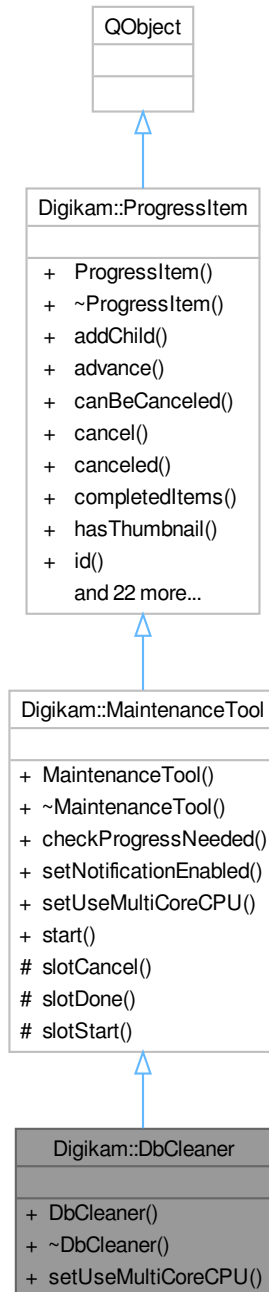 QObject
Digikam::ProgressItem
+ ProgressItem()
+ ~ProgressItem()
+ addChild()
+ advance()
+ canBeCanceled()
+ cancel()
+ canceled()
+ completedItems()
+ hasThumbnail()
+ id()
and 22 more...
Digikam::MaintenanceTool
+ MaintenanceTool()
+ ~MaintenanceTool()
+ checkProgressNeeded()
+ setNotificationEnabled()
+ setUseMultiCoreCPU()
+ start()
# slotCancel()
# slotDone()
# slotStart()
Digikam::DbCleaner
+ DbCleaner()
+ ~DbCleaner()
+ setUseMultiCoreCPU()